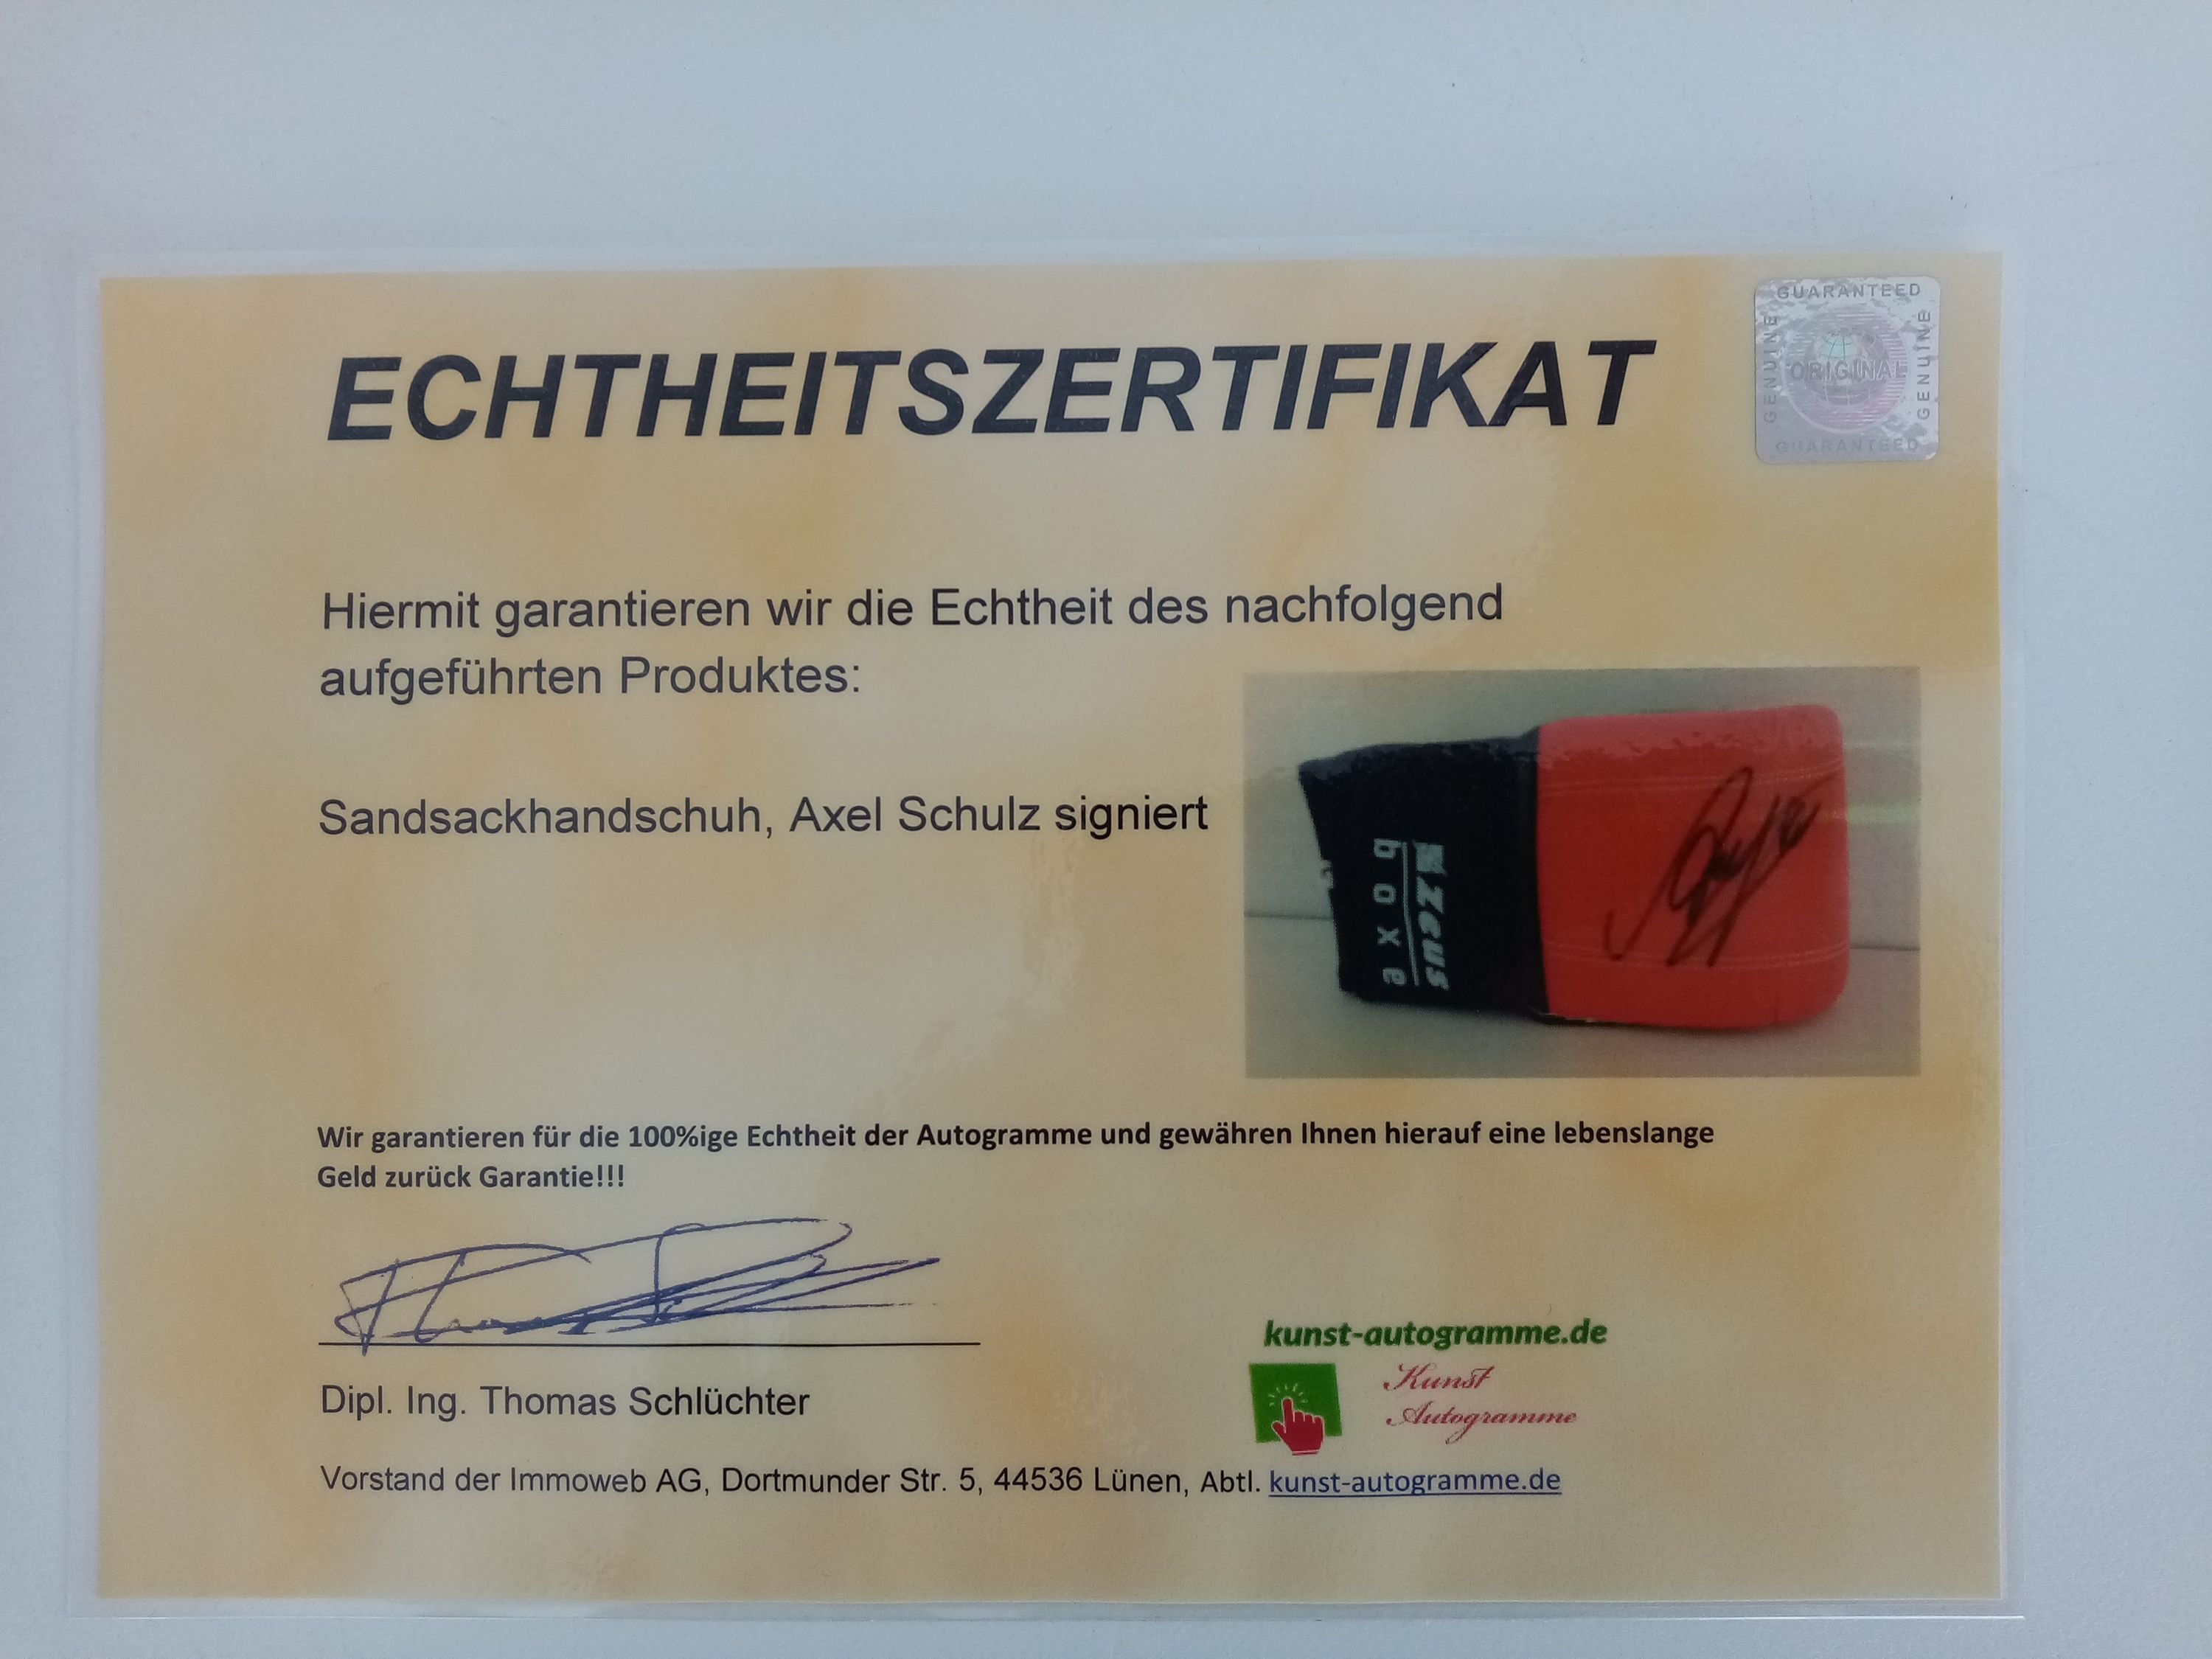 GUARANTEED
GENUINE
ORIGINAL
GENUINE
GUARANTEED
ECHTHEITSZERTIFIKAT
Hiermit garantieren wir die Echtheit des nachfolgend
aufgeführten Produktes:
Sandsackhandschuh, Axel Schulz signiert
zeus
boxe
Wir garantieren für die 100%ige Echtheit der Autogramme und gewähren Ihnen hierauf eine lebenslange
Geld zurück Garantie!!!
Dipl. Ing. Thomas Schlüchter
kunst-autogramme.de
Kunst
Autogramme
Vorstand der Immoweb AG, Dortmunder Str. 5, 44536 Lünen, Abtl. kunst-autogramme.de